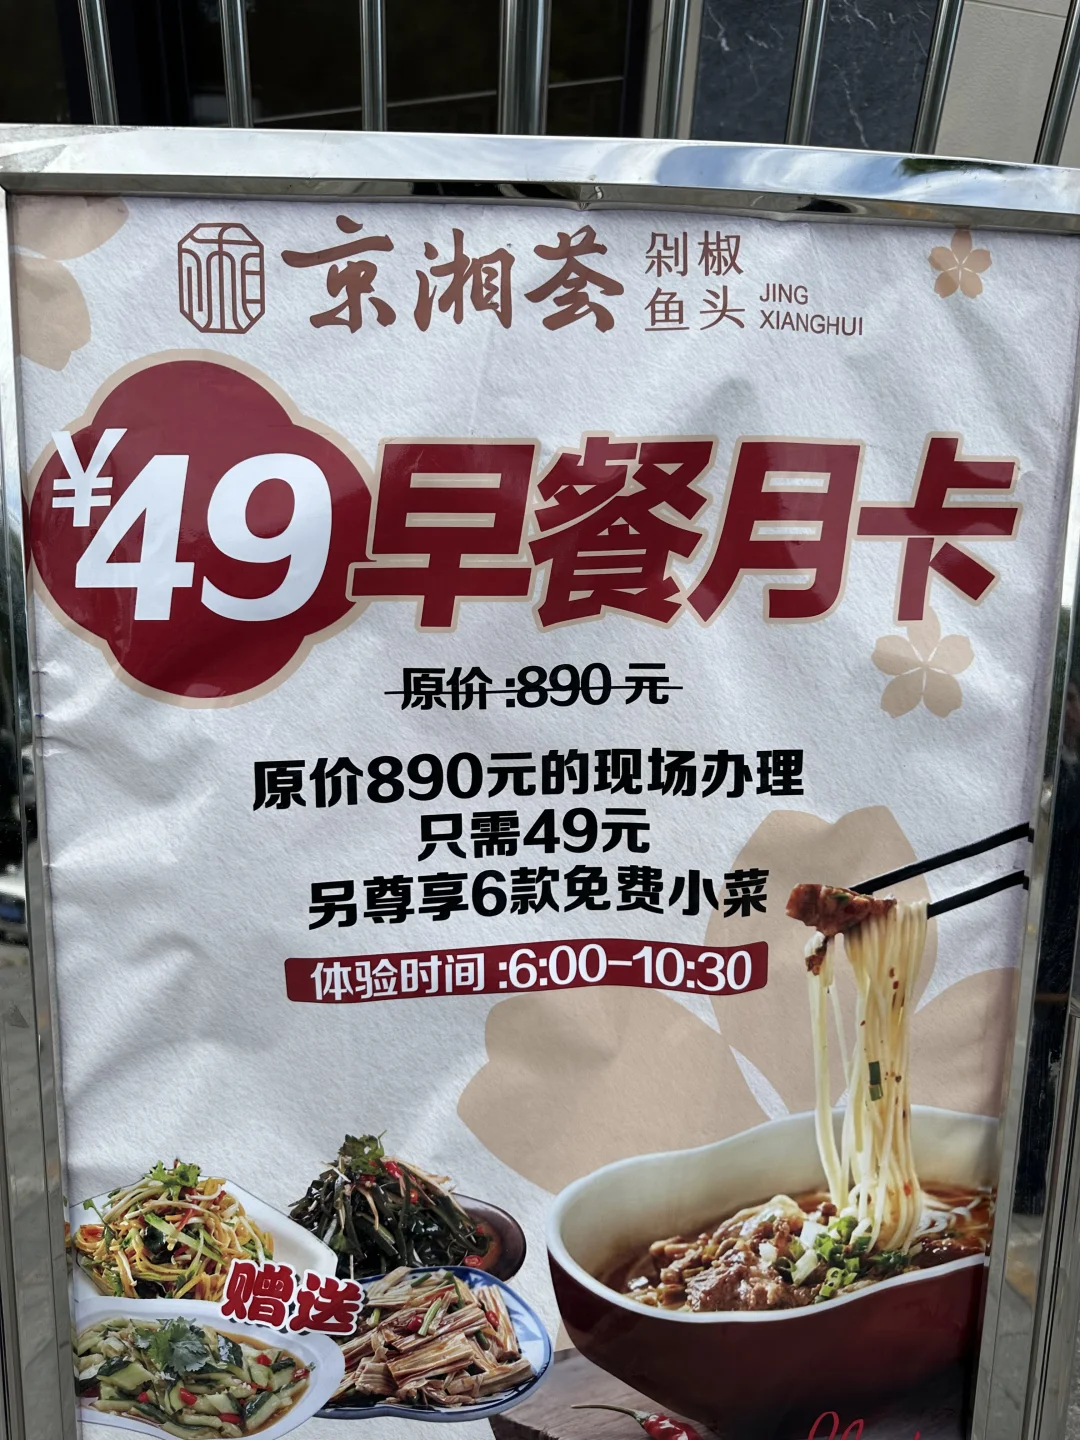 京湘荟
剁椒
鱼头
JING
XIANGHUI
¥49早餐月卡
原价:890元
原价890元的现场办理
只需49元
另尊享6款免费小菜
体验时间:6:00-10:30
赠送